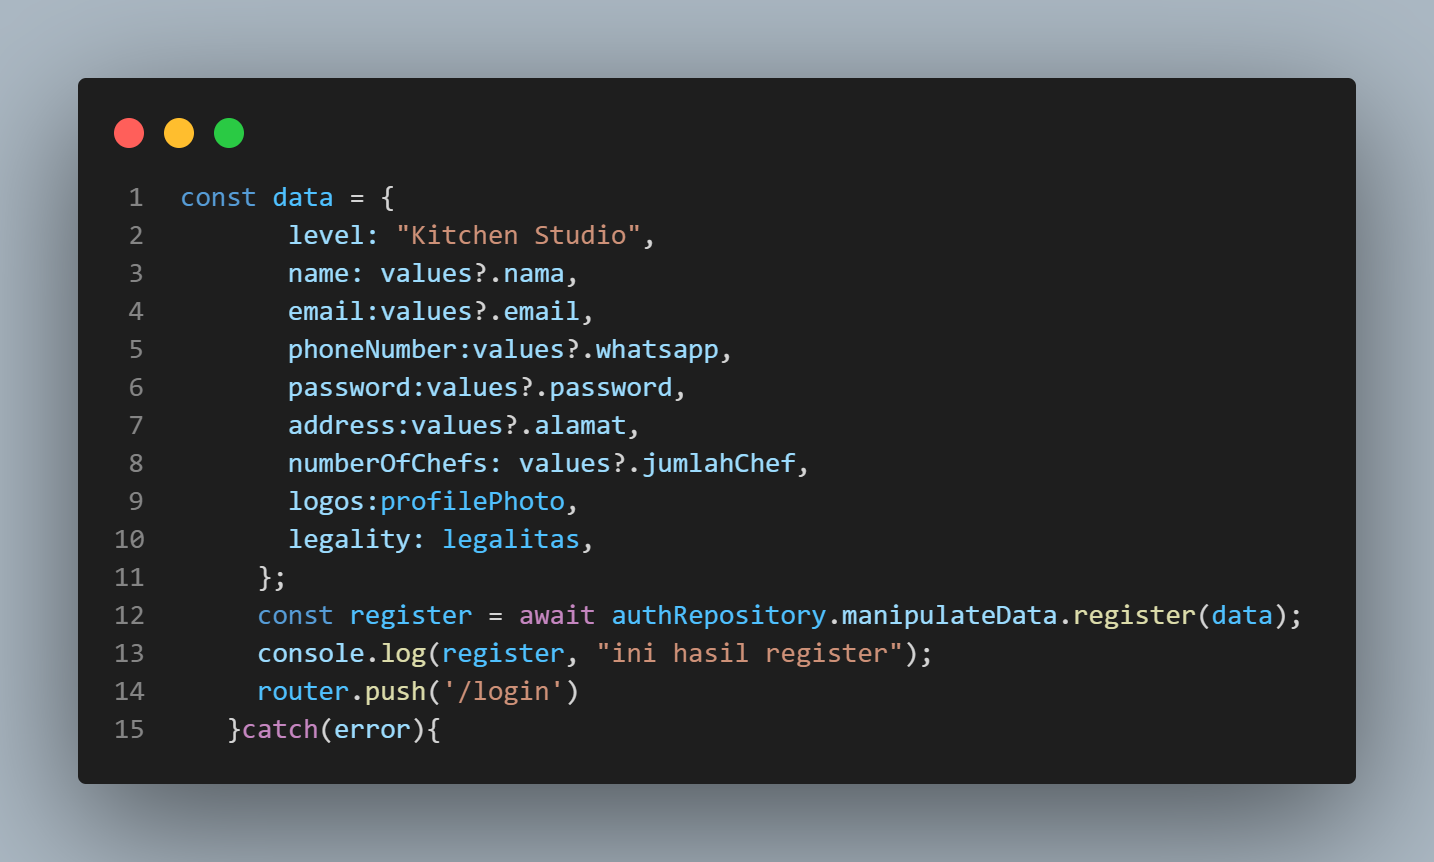 1 const data = {
2 level: "Kitchen Studio",
3 name: values?.nama,
4 email:values?.email,
5 phoneNumber:values?.whatsapp,
6 password:values?.password,
7 address:values?.alamat,
8 numberOfChefs: values?.jumlahChef,
9 logos:profilePhoto,
10 legality: legalitas,
11 };
12 const register = await authRepository.manipulateData.register(data);
13 console.log(register, "ini hasil register");
14 router.push('/login')
15 }catch(error){